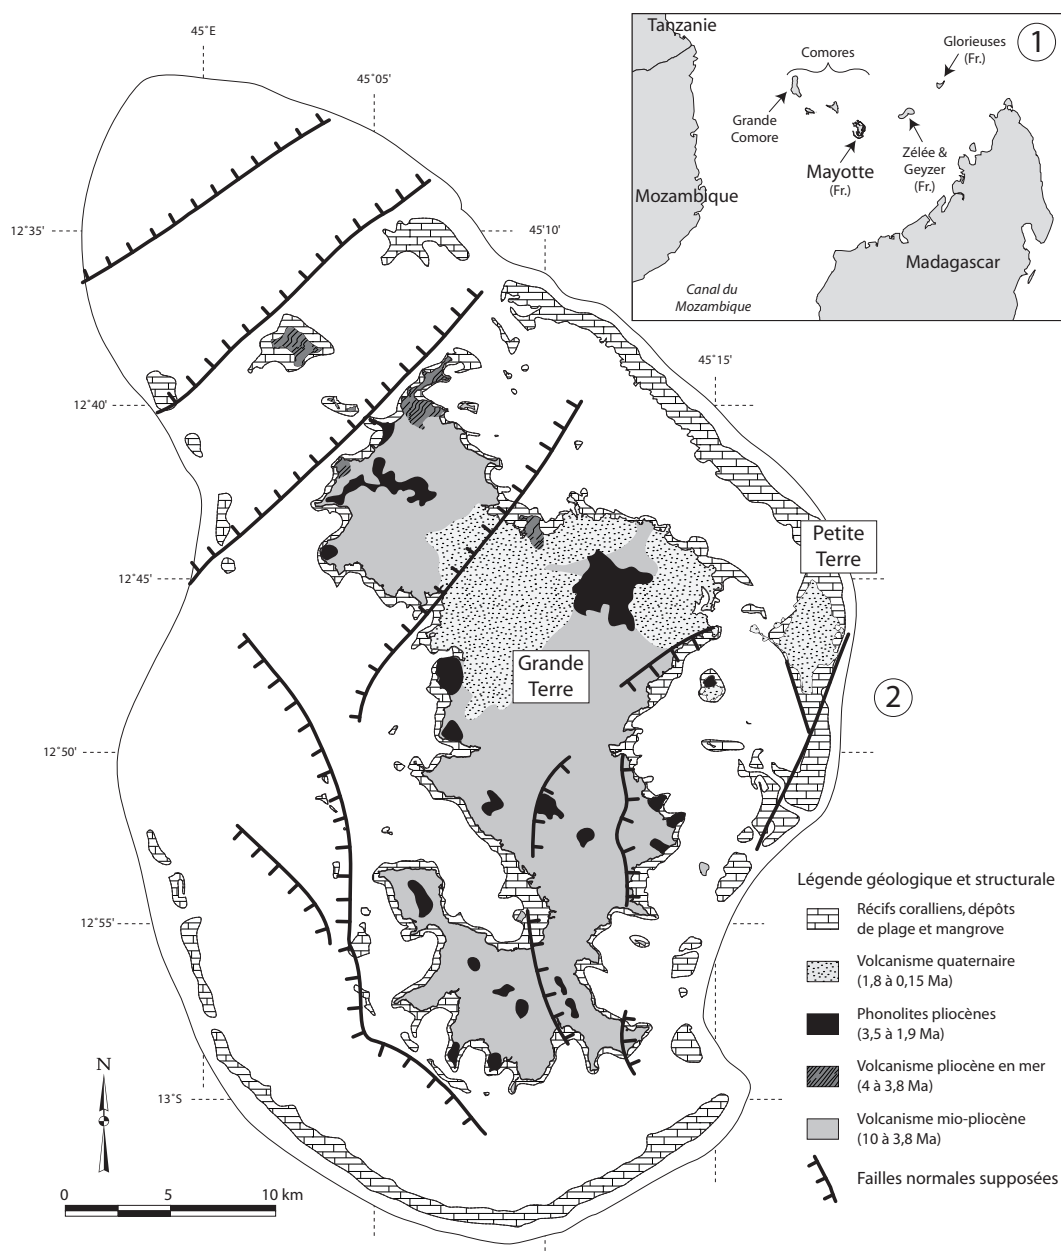 45˚E
45˚05'
12˚35'
45'10'
45˚15'
12˚40'
12˚45'
12˚50'
12˚55'
13˚S
Tanzanie
1
Comores
Glorieuses
(Fr.)
Grande
Comore
Mayotte
(Fr.)
Zélée &
Geyzer
(Fr.)
Mozambique
Madagascar
Canal du
Mozambique
Petite
Terre
Grande
Terre
2
Légende géologique et structurale
Récifs coralliens, dépôts
de plage et mangrove
Volcanisme quaternaire
(1,8 à 0,15 Ma)
Phonolites pliocènes
(3,5 à 1,9 Ma)
Volcanisme pliocène en mer
(4 à 3,8 Ma)
Volcanisme mio-pliocène
(10 à 3,8 Ma)
Failles normales supposées
N
0 5 10 km